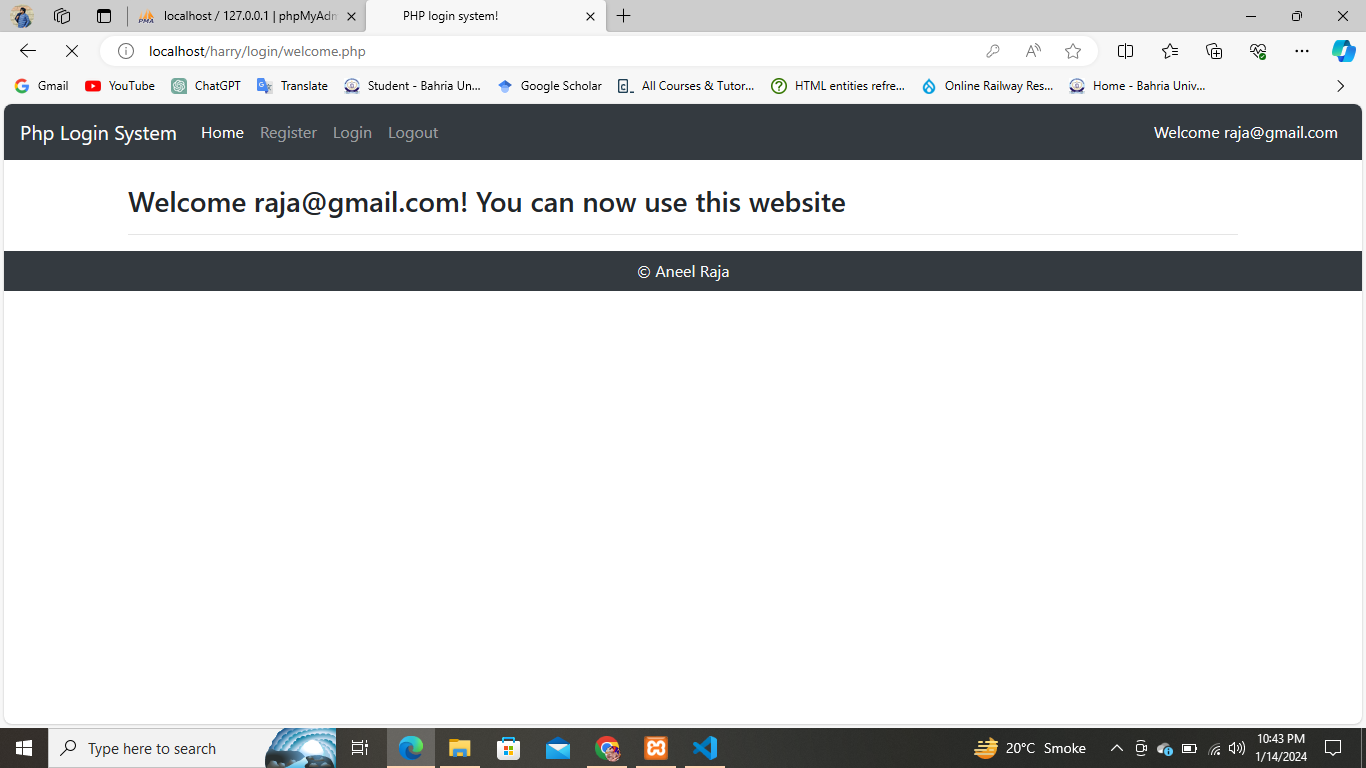 localhost / 127.0.0.1 | phpMyAdm
PHP login system!
localhost/harry/login/welcome.php
Gmail
YouTube
ChatGPT
Translate
Student - Bahria Un...
Google Scholar
All Courses & Tutor...
HTML entities refre...
Online Railway Res...
Home - Bahria Univ...
Php Login System
Home
Register
Login
Logout
Welcome raja@gmail.com
Welcome raja@gmail.com! You can now use this website
© Aneel Raja
Type here to search
20°C Smoke
10:43 PM
1/14/2024